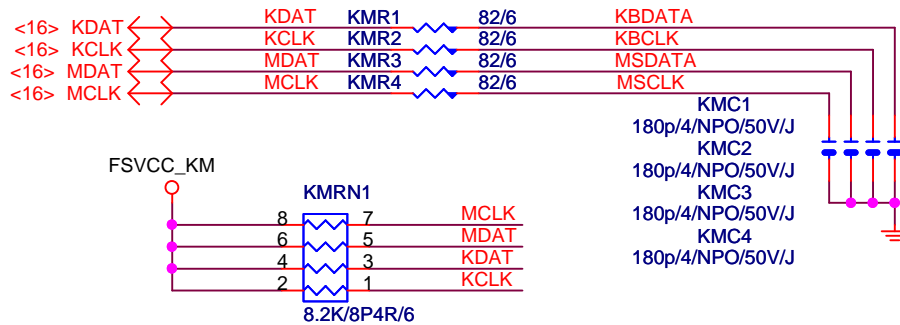 <16> KDAT KDAT KMR1 82/6 KBDATA
<16> KCLK KCLK KMR2 82/6 KBCLK
<16> MDAT MDAT KMR3 82/6 MSDATA
<16> MCLK MCLK KMR4 82/6 MSCLK
KMC1
180p/4/NPO/50V/J
KMC2
180p/4/NPO/50V/J
KMC3
180p/4/NPO/50V/J
KMC4
180p/4/NPO/50V/J
FSVCC_KM
KMRN1
8 7 MCLK
6 5 MDAT
4 3 KDAT
2 1 KCLK
8.2K/8P4R/6